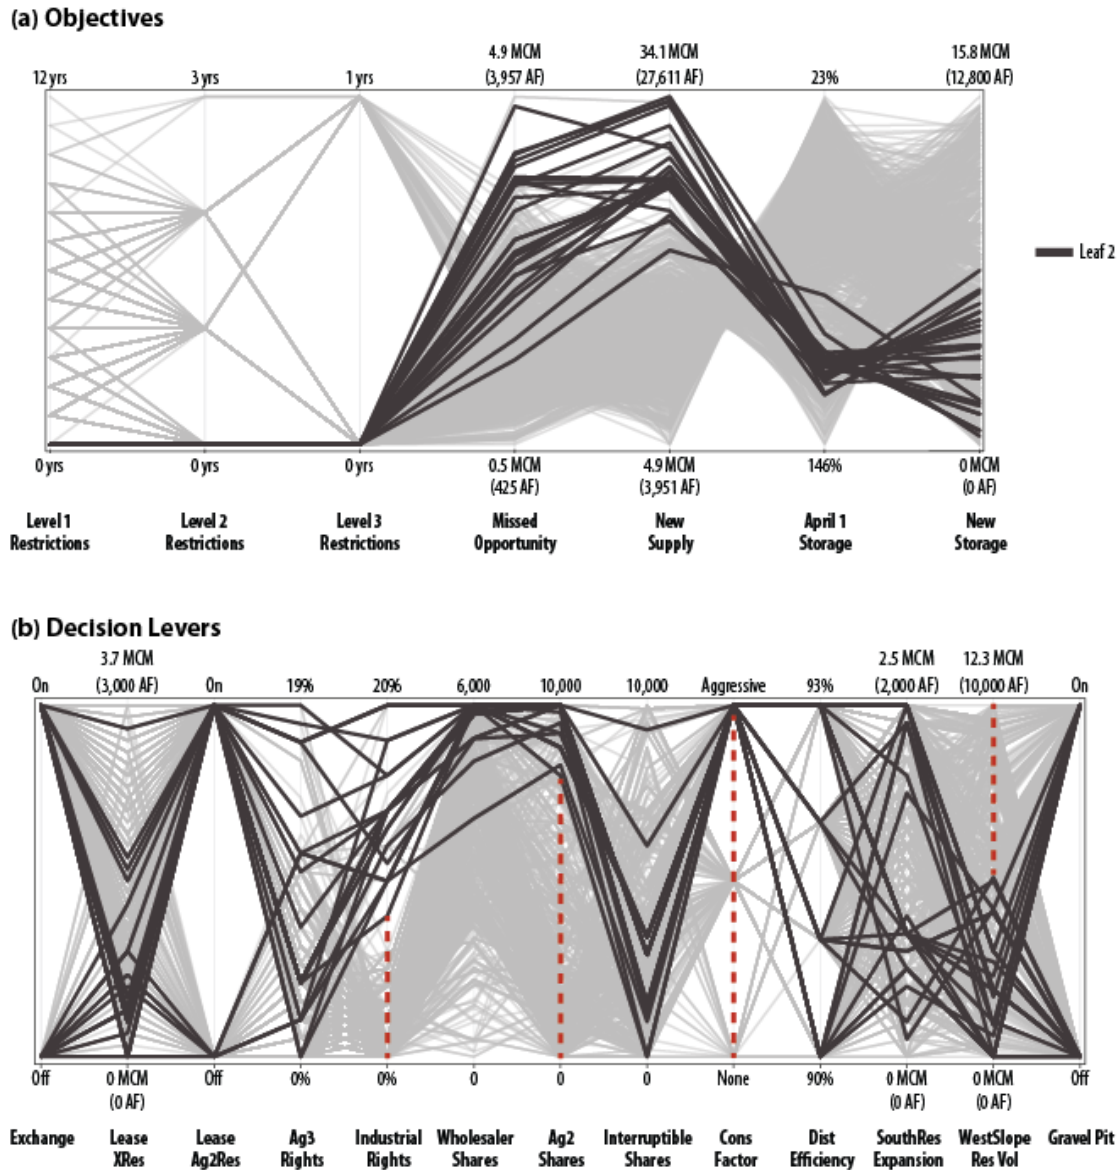 (a) Objectives
4.9 MCM 34.1 MCM 15.8 MCM
12 yrs 3 yrs 1 yrs (3,957 AF) (27,611 AF) 23% (12,800 AF)
Leaf 2
0 yrs 0 yrs 0 yrs 0.5 MCM 4.9 MCM 146% 0 MCM
(425 AF) (3,951 AF) (0 AF)
Level 1 Level 2 Level 3 Missed New April 1 New
Restrictions Restrictions Restrictions Opportunity Supply Storage Storage
(b) Decision Levers
3.7 MCM 2.5 MCM 12.3 MCM
On (3,000 AF) On 19% 20% 6,000 10,000 10,000 Aggressive 93% (2,000 AF) (10,000 AF) On
Off 0 MCM Off 0% 0% 0 0 0 None 90% 0 MCM 0 MCM Off
(0 AF) (0 AF) (0 AF)
Exchange Lease Lease Ag3 Industrial Wholesaler Ag2 Interruptible Cons Dist SouthRes WestSlope Gravel Pit
XRes Ag2Res Rights Rights Shares Shares Shares Factor Efficiency Expansion Res Vol